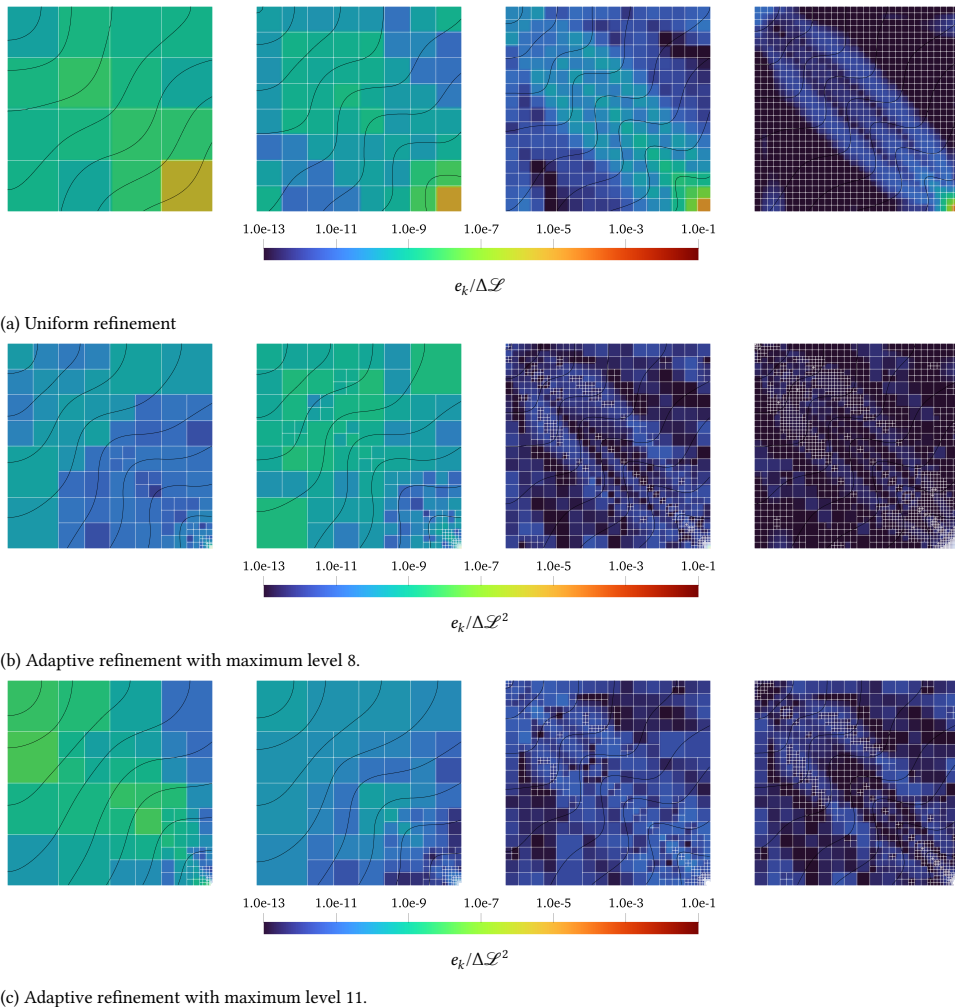 1.0e-13 1.0e-11 1.0e-9 1.0e-7 1.0e-5 1.0e-3 1.0e-1
e_k/Δℒ
(a) Uniform refinement
1.0e-13 1.0e-11 1.0e-9 1.0e-7 1.0e-5 1.0e-3 1.0e-1
e_k/Δℒ²
(b) Adaptive refinement with maximum level 8.
1.0e-13 1.0e-11 1.0e-9 1.0e-7 1.0e-5 1.0e-3 1.0e-1
e_k/Δℒ²
(c) Adaptive refinement with maximum level 11.